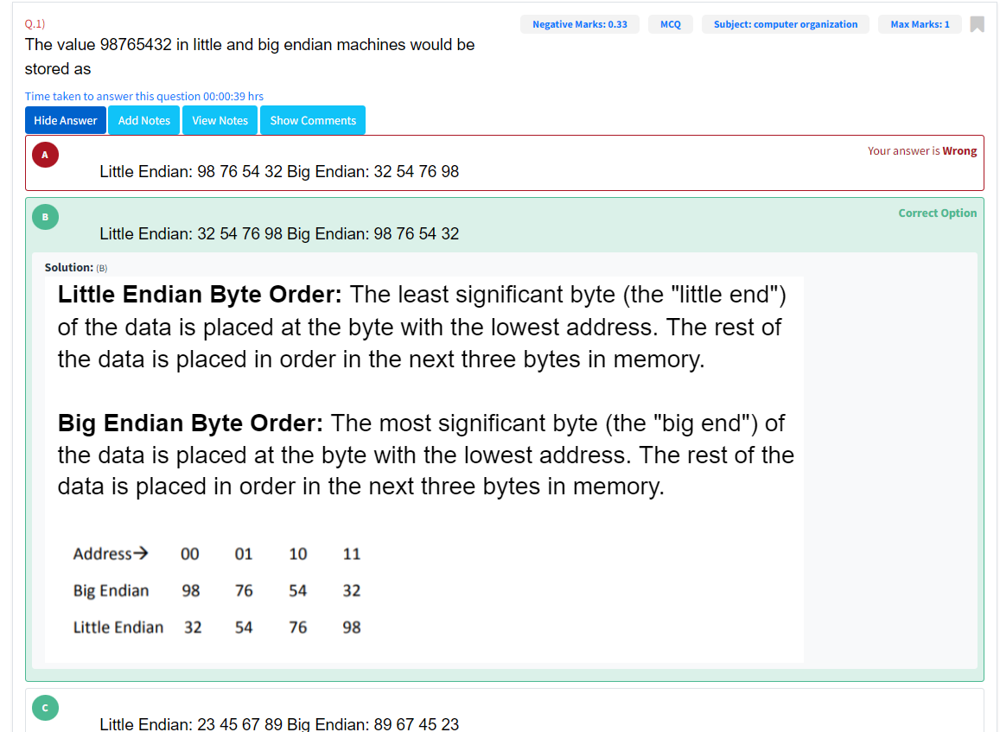 Q.1)
Negative Marks: 0.33 MCQ Subject: computer organization Max Marks: 1
The value 98765432 in little and big endian machines would be
stored as
Time taken to answer this question 00:00:39 hrs
Hide Answer Add Notes View Notes Show Comments
A
Your answer is Wrong
Little Endian: 98 76 54 32 Big Endian: 32 54 76 98
B
Correct Option
Little Endian: 32 54 76 98 Big Endian: 98 76 54 32
Solution: (B)
Little Endian Byte Order: The least significant byte (the "little end")
of the data is placed at the byte with the lowest address. The rest of
the data is placed in order in the next three bytes in memory.
Big Endian Byte Order: The most significant byte (the "big end") of
the data is placed at the byte with the lowest address. The rest of the
data is placed in order in the next three bytes in memory.
Address→ 00 01 10 11
Big Endian 98 76 54 32
Little Endian 32 54 76 98
C
Little Endian: 23 45 67 89 Big Endian: 89 67 45 23